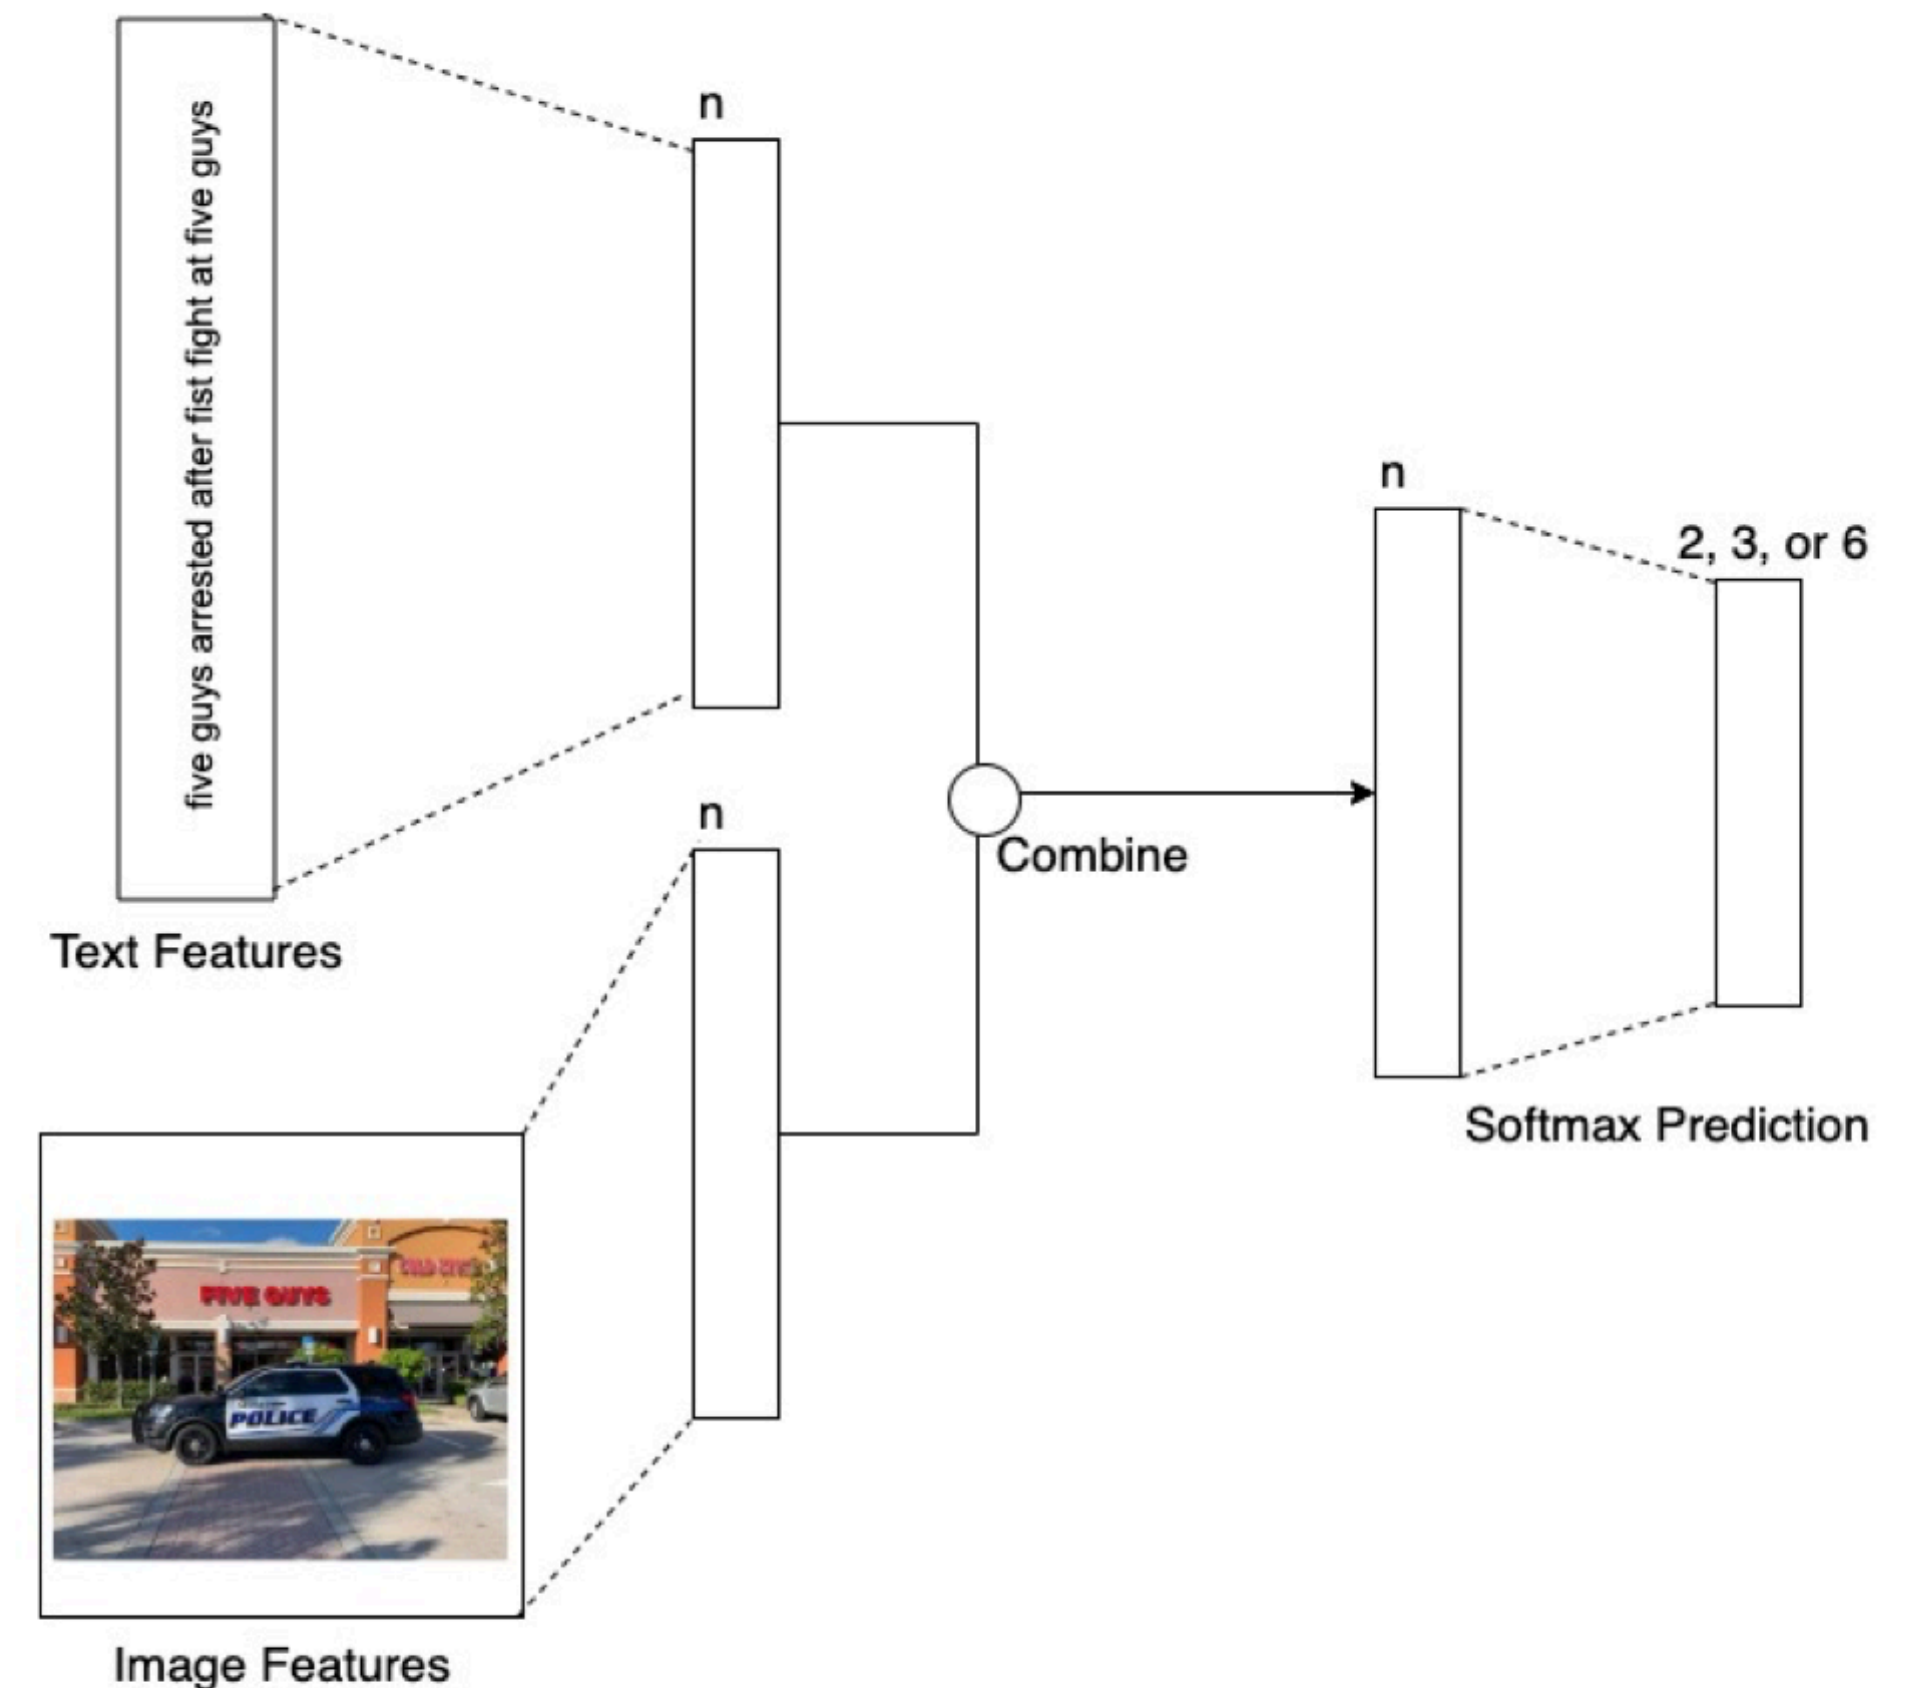 n
five guys arrested after fist fight at five guys
n
2, 3, or 6
n
Combine
Text Features
Softmax Prediction
FIVE GUYS
POLICE
Image Features